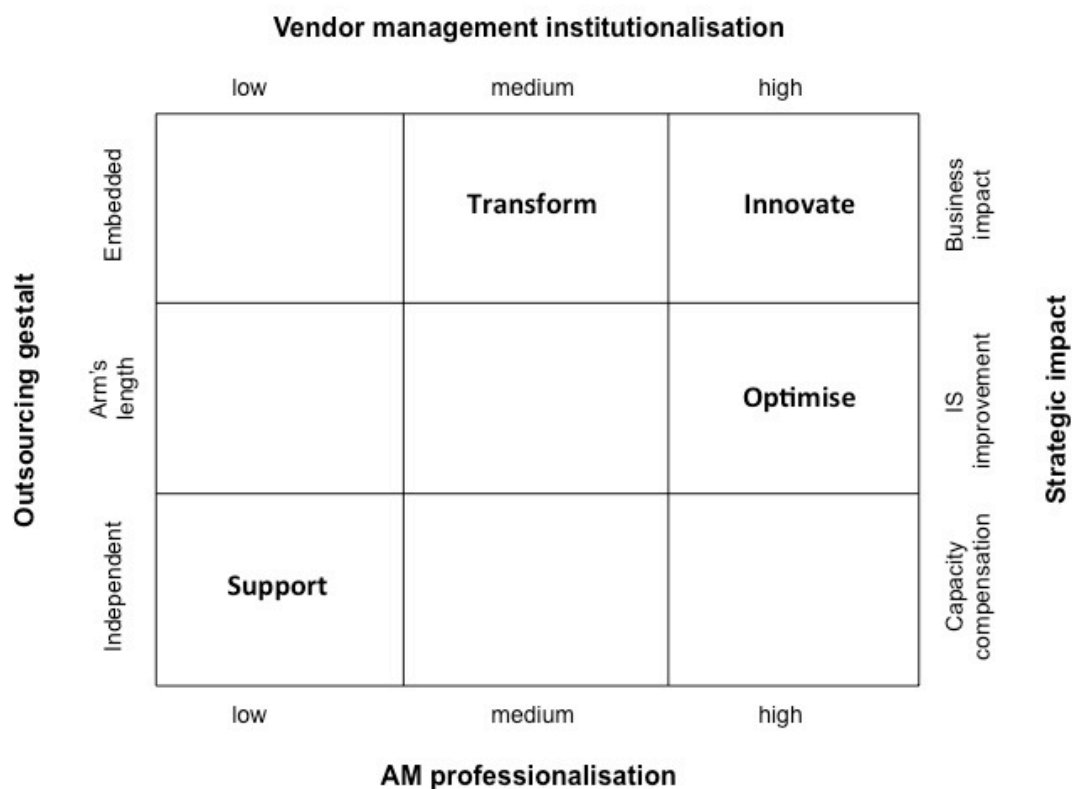 Vendor management institutionalisation
low medium high
Embedded
Transform
Innovate
Business
impact
Outsourcing gestalt
Arm's
length
Optimise
IS
improvement
Strategic impact
Independent
Support
Capacity
compensation
low medium high
AM professionalisation